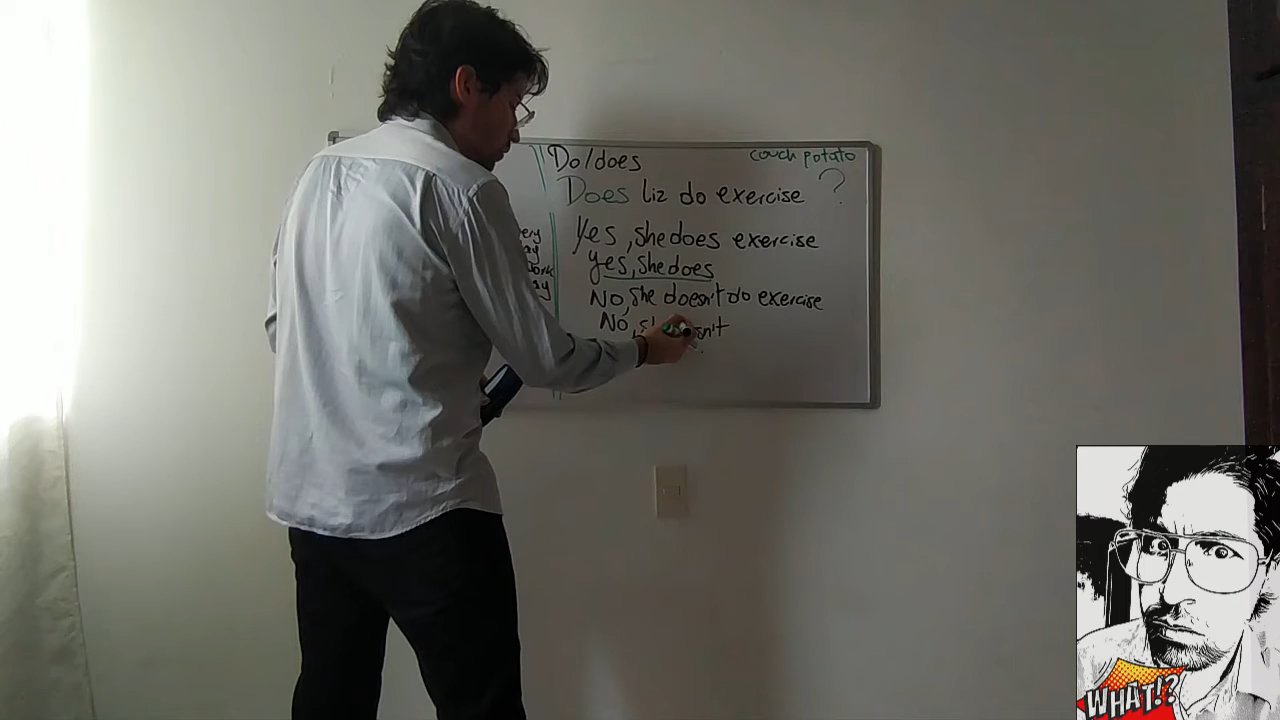 Do/does
couch potato
Does Liz do exercise ?
Yes, she does exercise
yes, she does
No, she doesn't do exercise
No,
WHAT!?